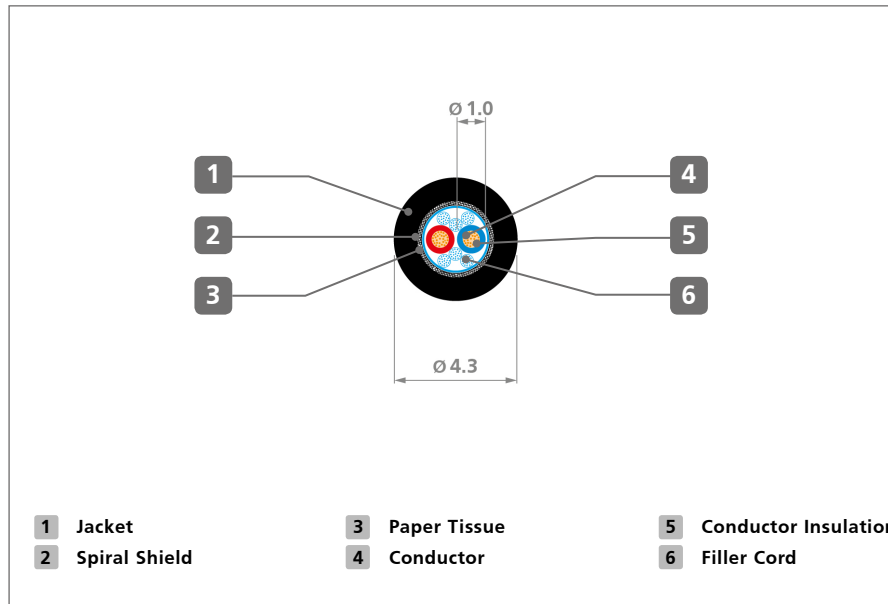 Ø 1.0
1
4
2
5
3
6
Ø 4.3
1 Jacket
2 Spiral Shield
3 Paper Tissue
4 Conductor
5 Conductor Insulation
6 Filler Cord